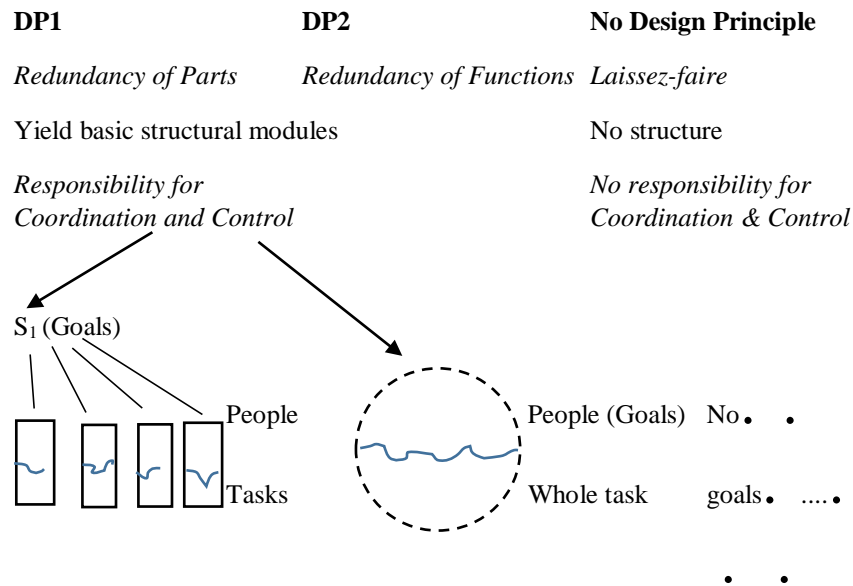 DP1 DP2 No Design Principle
Redundancy of Parts Redundancy of Functions Laissez-faire
Yield basic structural modules No structure
Responsibility for No responsibility for
Coordination and Control Coordination & Control
S₁ (Goals)
People People (Goals) No
Tasks Whole task goals ....